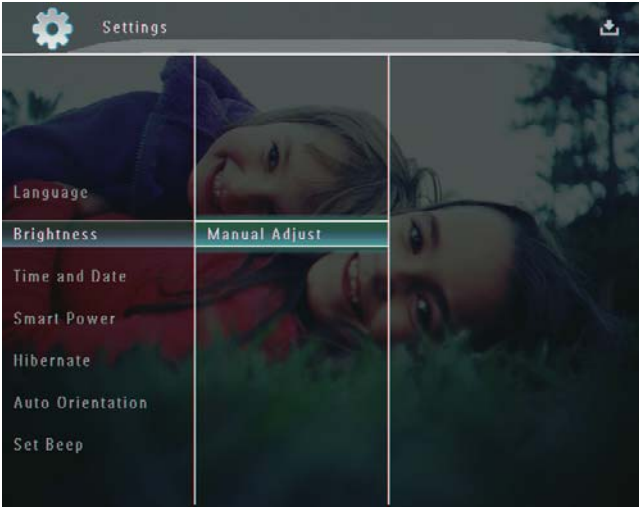 Settings
Language
Brightness
Manual Adjust
Time and Date
Smart Power
Hibernate
Auto Orientation
Set Beep